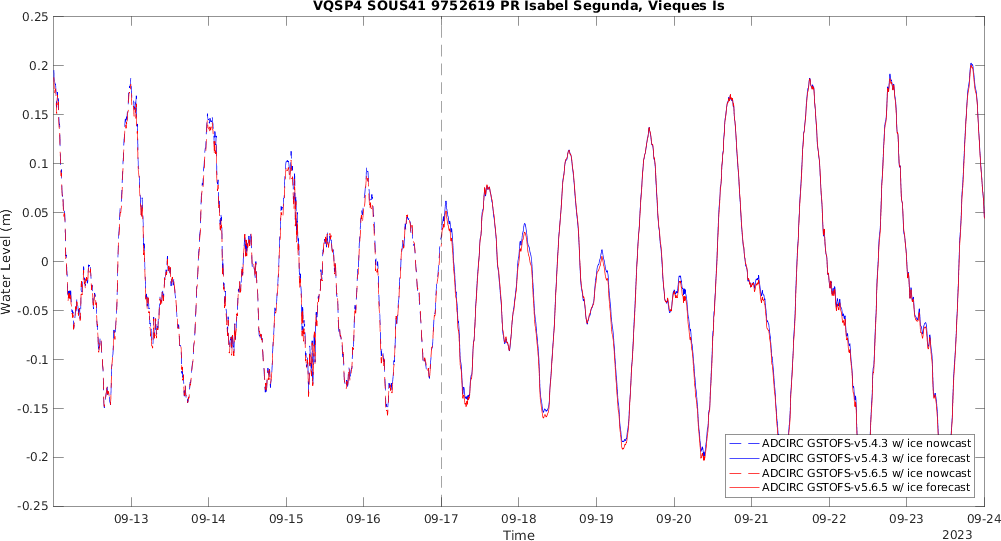 VQSP4 SOUS41 9752619 PR Isabel Segunda, Vieques Is
0.25
0.2
0.15
0.1
0.05
0
-0.05
-0.1
-0.15
-0.2
-0.25
Water Level (m)
ADCIRC GSTOFS-v5.4.3 w/ ice nowcast
ADCIRC GSTOFS-v5.4.3 w/ ice forecast
ADCIRC GSTOFS-v5.6.5 w/ ice nowcast
ADCIRC GSTOFS-v5.6.5 w/ ice forecast
09-13 09-14 09-15 09-16 09-17 09-18 09-19 09-20 09-21 09-22 09-23 09-24
Time
2023